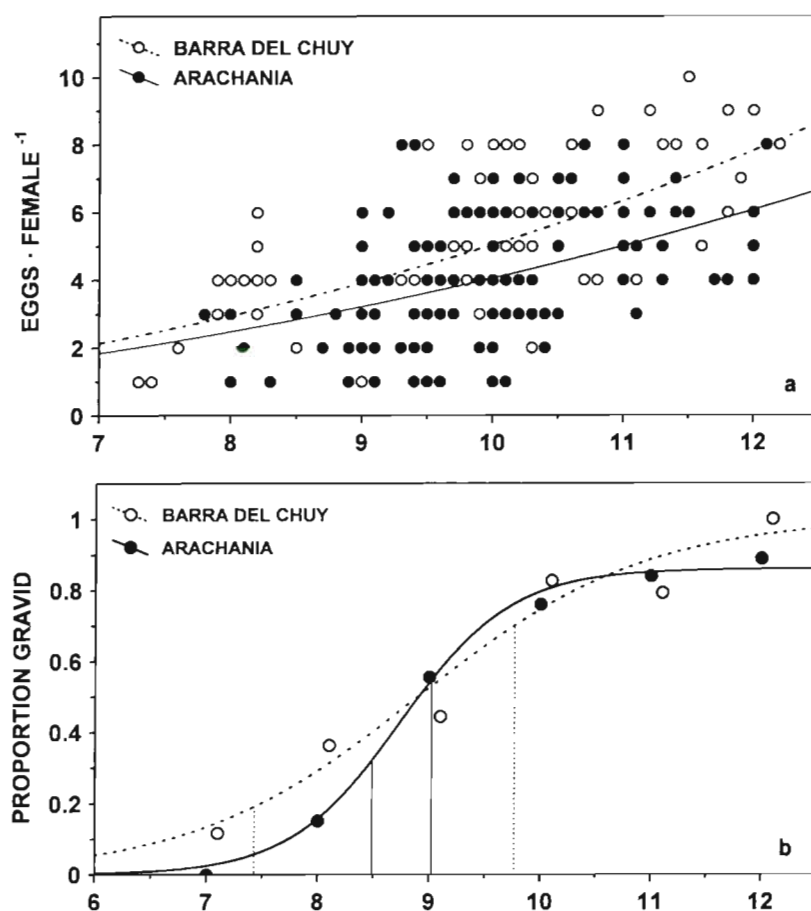 BARRA DEL CHUY
ARACHANIA
EGGS · FEMALE -1
10
8
6
4
2
0
a
7 8 9 10 11 12
BARRA DEL CHUY
ARACHANIA
PROPORTION GRAVID
1
0.8
0.6
0.4
0.2
0
b
6 7 8 9 10 11 12